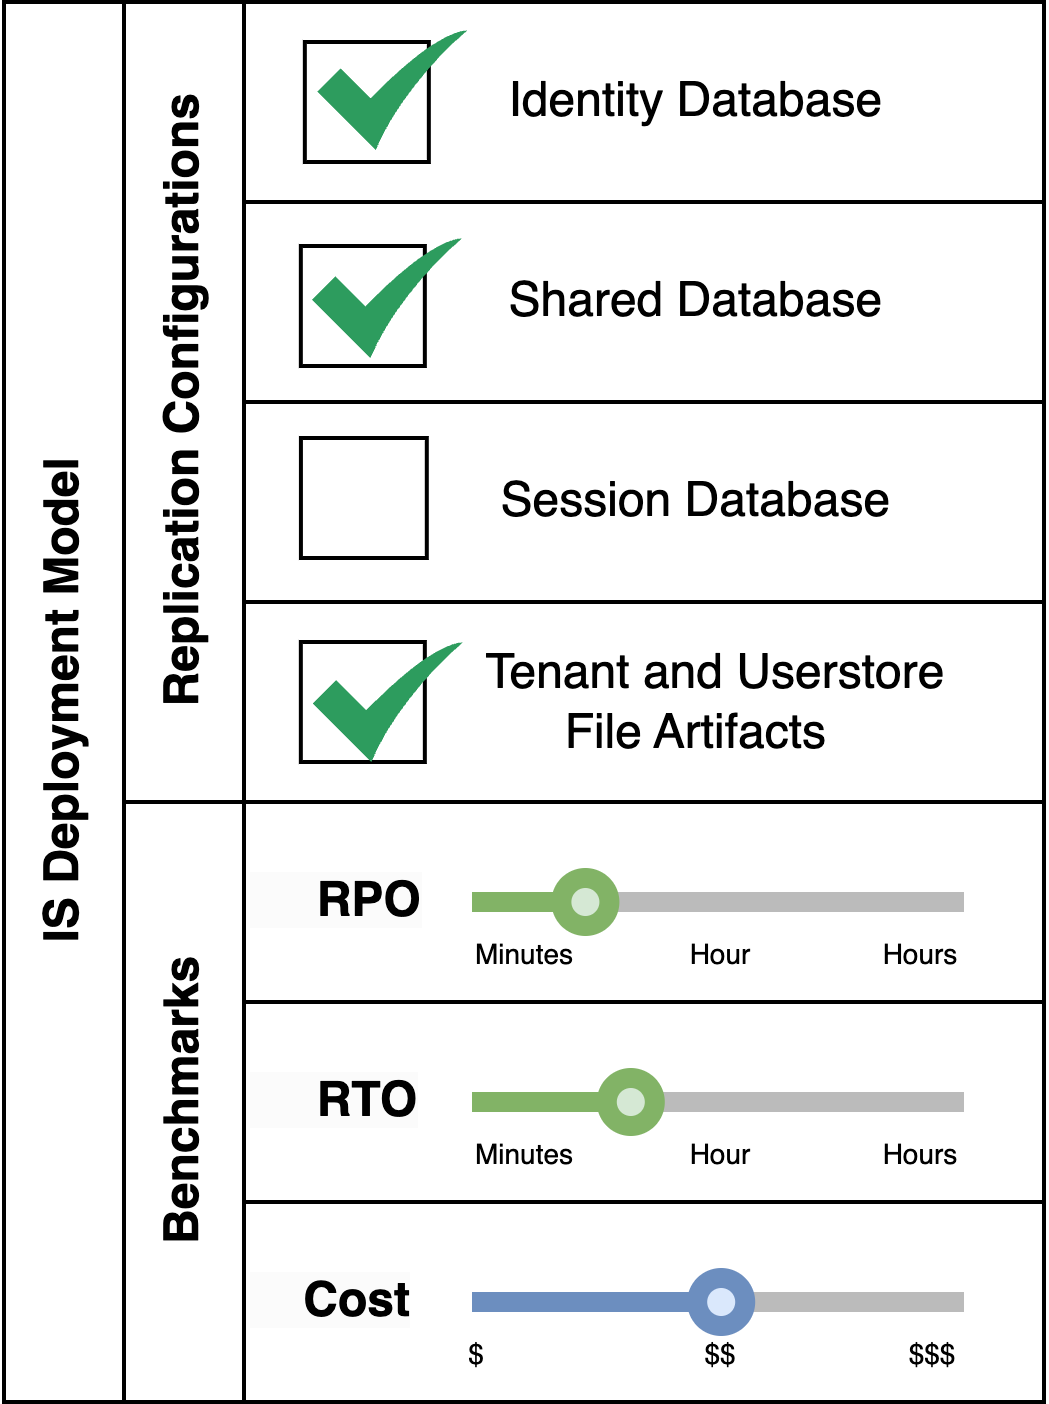 IS Deployment Model
Replication Configurations
Identity Database
Shared Database
Session Database
Tenant and Userstore
File Artifacts
Benchmarks
RPO
Minutes
Hour
Hours
RTO
Minutes
Hour
Hours
Cost
$
$$
$$$